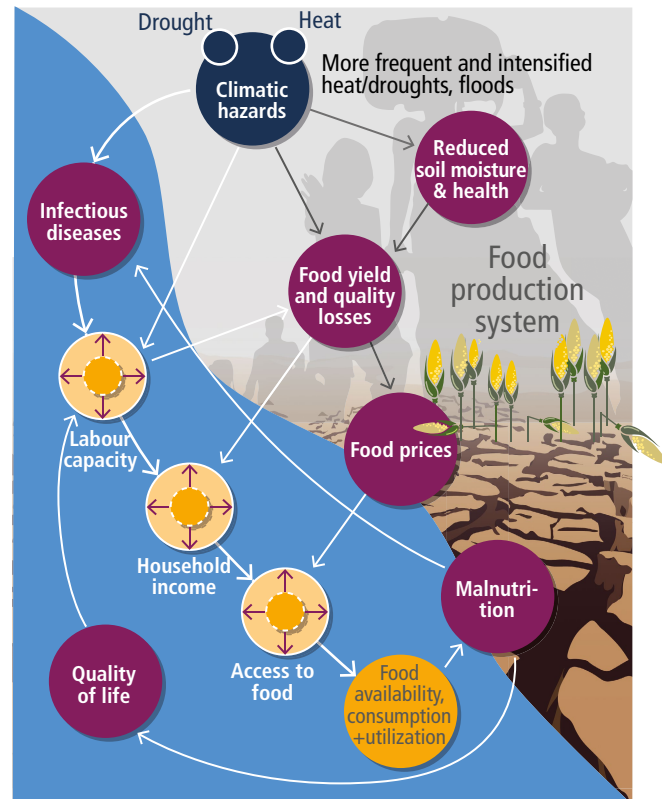 Drought
Heat
Climatic
hazards
More frequent and intensified
heat/droughts, floods
Reduced
soil moisture
& health
Infectious
diseases
Food yield
and quality
losses
Food
production
system
Labour
capacity
Food prices
Household
income
Malnutri-
tion
Access to
food
Quality
of life
Food
availability,
consumption
+utilization